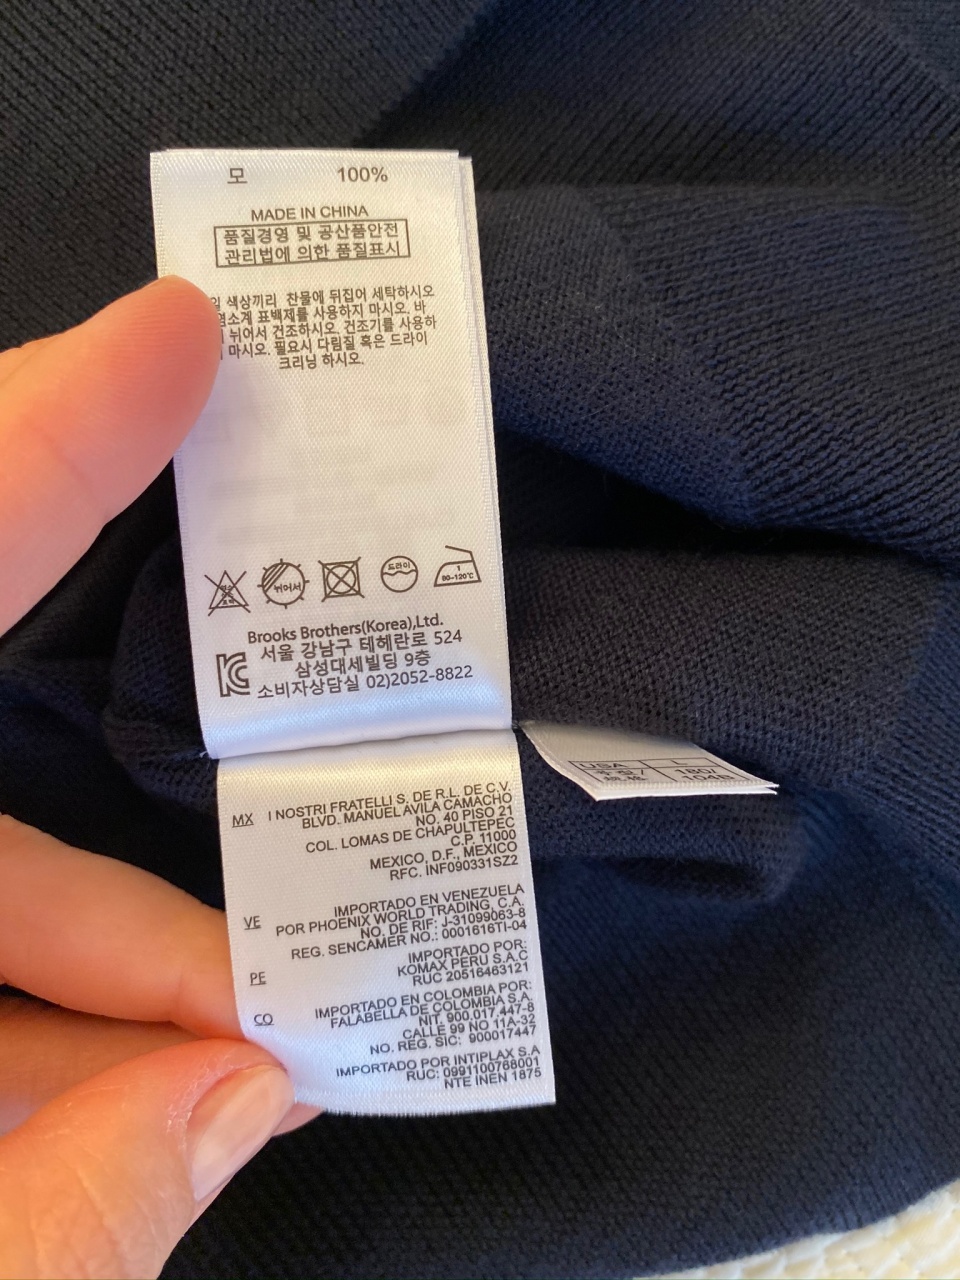 모 100%
MADE IN CHINA
품질경영 및 공산품안전
관리법에 의한 품질표시
색상끼리 찬물에 뒤집어 세탁하시오
표백제를 사용하지 마시오. 바
뉘어서 건조하시오. 건조기를 사용하
마시오. 필요시 다림질 혹은 드라이
크리닝 하시오.
뉘어서
드라이
1
80~120℃
Brooks Brothers(Korea),Ltd.
서울 강남구 테헤란로 524
삼성대세빌딩 9층
소비자상담실 02)2052-8822
MX I NOSTRI FRATELLI S, DE R.L. DE C.V.
BLVD. MANUEL AVILA CAMACHO
NO. 40 PISO 21
COL. LOMAS DE CHAPULTEPEC
C.P. 11000
MEXICO, D.F., MEXICO
RFC. INF090331SZ2
VE IMPORTADO EN VENEZUELA
POR PHOENIX WORLD TRADING, C.A.
NO. DE RIF: J-31099063-8
REG. SENCAMER NO.: 0001616TI-04
PE IMPORTADO POR:
KOMAX PERU S.A.C
RUC 20516463121
CO IMPORTADO EN COLOMBIA POR:
FALABELLA DE COLOMBIA S.A.
NIT. 900.017.447-8
CALLE 99 NO 11A-32
NO. REG. SIC: 900017447
IMPORTADO POR INTIPLAX S.A
RUC: 0991100768001
NTE INEN 1875
USA L
180/
104B